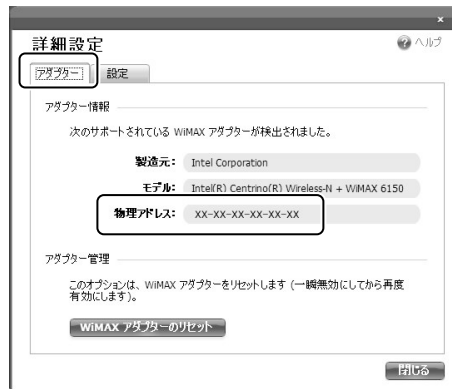 ×
詳細設定
? ヘルプ
アダプター 設定
アダプター情報
次のサポートされている WiMAX アダプターが検出されました。
製造元: Intel Corporation
モデル: Intel(R) Centrino(R) Wireless-N + WiMAX 6150
物理アドレス: XX-XX-XX-XX-XX-XX
アダプター管理
このオプションは、WiMAX アダプターをリセットします (一瞬無効にしてから再度
有効にします)。
WiMAX アダプターのリセット
閉じる